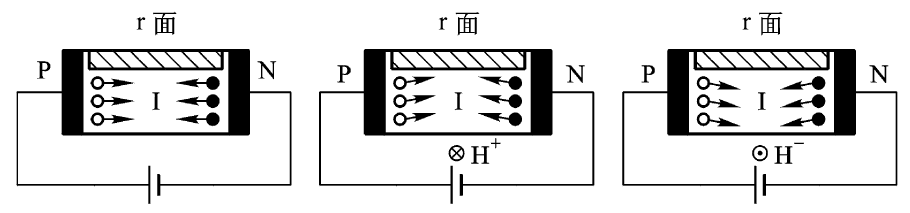 r 面
P I N
r 面
P I N
⊗ H⁺
r 面
P I N
⊙ H⁻